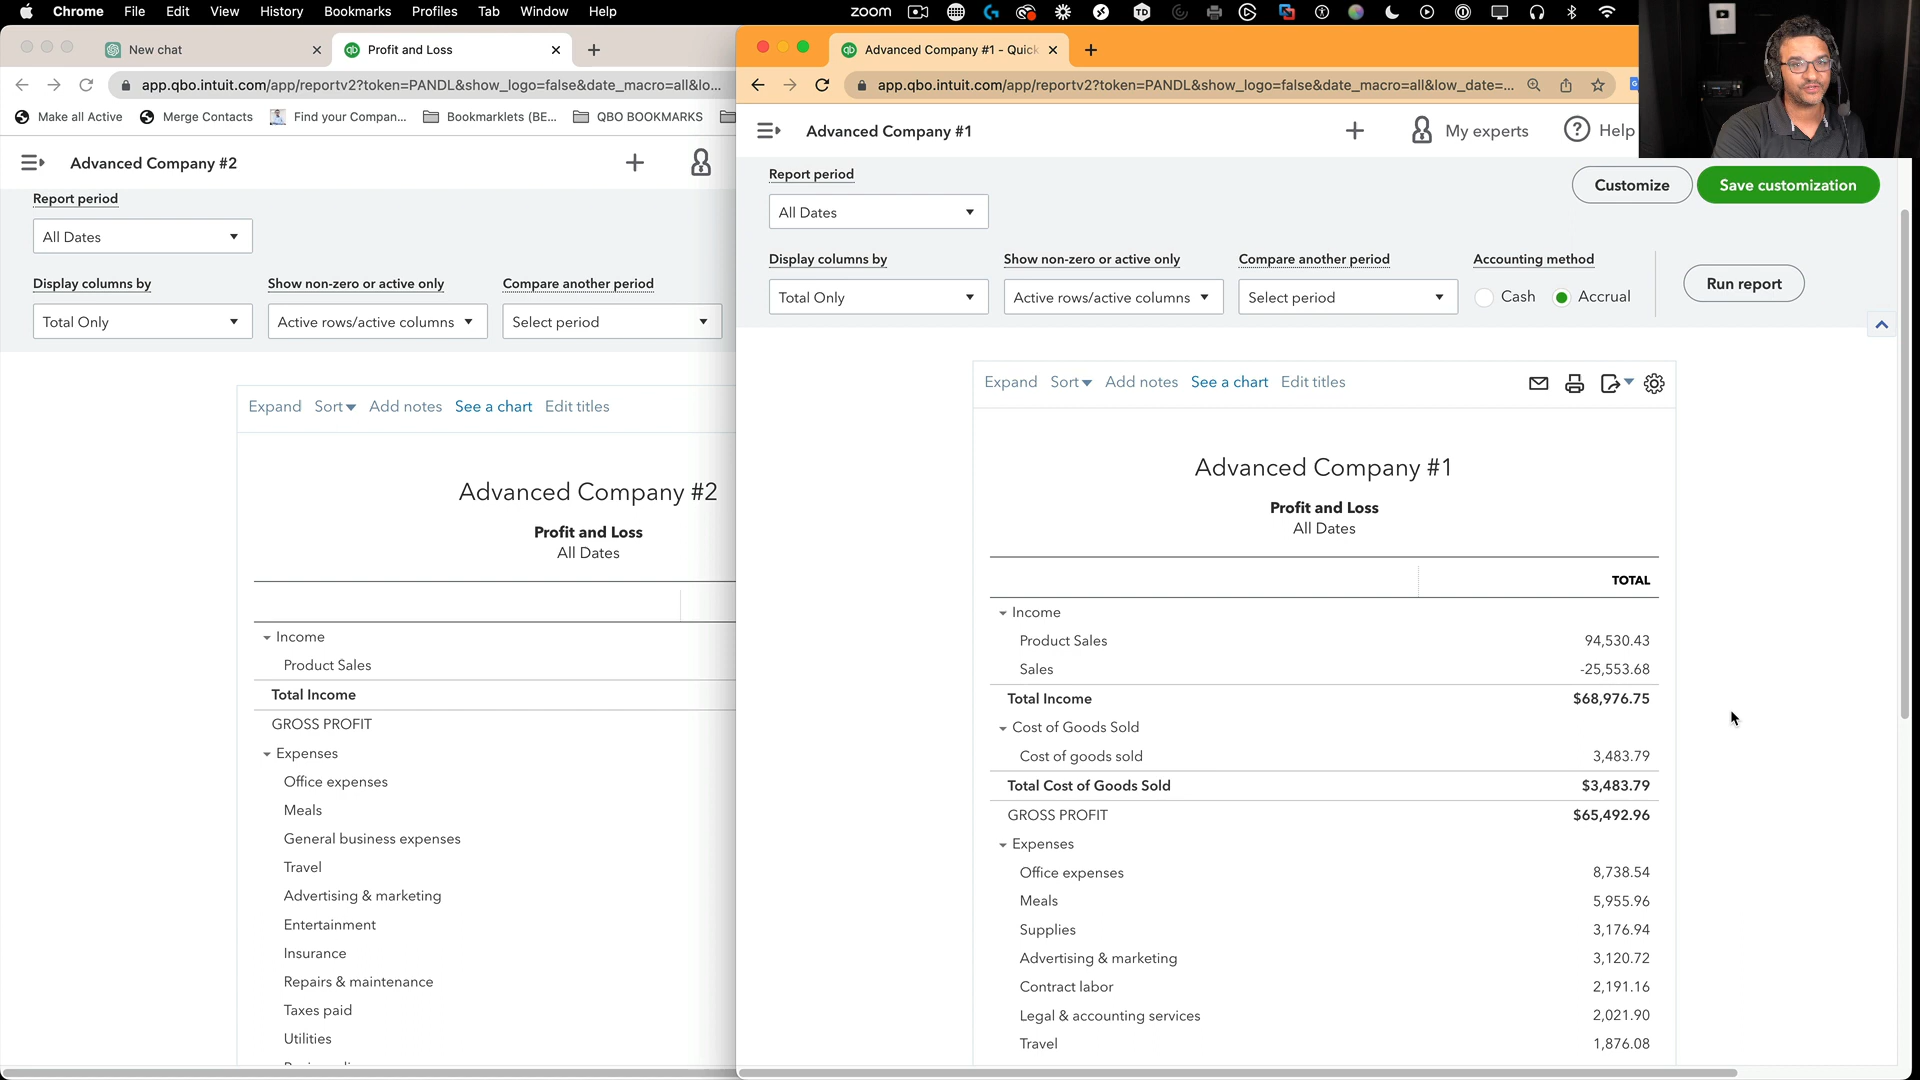 Chrome File Edit View History Bookmarks Profiles Tab Window Help
zoom
TD
New chat
Profit and Loss
app.qbo.intuit.com/app/reportv2?token=PANDL&show_logo=false&date_macro=all&lo...
Make all Active
Merge Contacts
Find your Compan...
Bookmarklets (BE...
QBO BOOKMARKS
Advanced Company #2
Report period
All Dates
Display columns by
Show non-zero or active only
Compare another period
Total Only
Active rows/active columns
Select period
Expand Sort Add notes See a chart Edit titles
Advanced Company #2
Profit and Loss
All Dates
Income
Product Sales
Total Income
GROSS PROFIT
Expenses
Office expenses
Meals
General business expenses
Travel
Advertising & marketing
Entertainment
Insurance
Repairs & maintenance
Taxes paid
Utilities
Advanced Company #1 - Quick
app.qbo.intuit.com/app/reportv2?token=PANDL&show_logo=false&date_macro=all&low_date=...
Advanced Company #1
My experts
Help
Report period
Customize
Save customization
All Dates
Display columns by
Show non-zero or active only
Compare another period
Accounting method
Total Only
Active rows/active columns
Select period
Cash
Accrual
Run report
Expand Sort Add notes See a chart Edit titles
Advanced Company #1
Profit and Loss
All Dates
TOTAL
Income
Product Sales 94,530.43
Sales -25,553.68
Total Income $68,976.75
Cost of Goods Sold
Cost of goods sold 3,483.79
Total Cost of Goods Sold $3,483.79
GROSS PROFIT $65,492.96
Expenses
Office expenses 8,738.54
Meals 5,955.96
Supplies 3,176.94
Advertising & marketing 3,120.72
Contract labor 2,191.16
Legal & accounting services 2,021.90
Travel 1,876.08